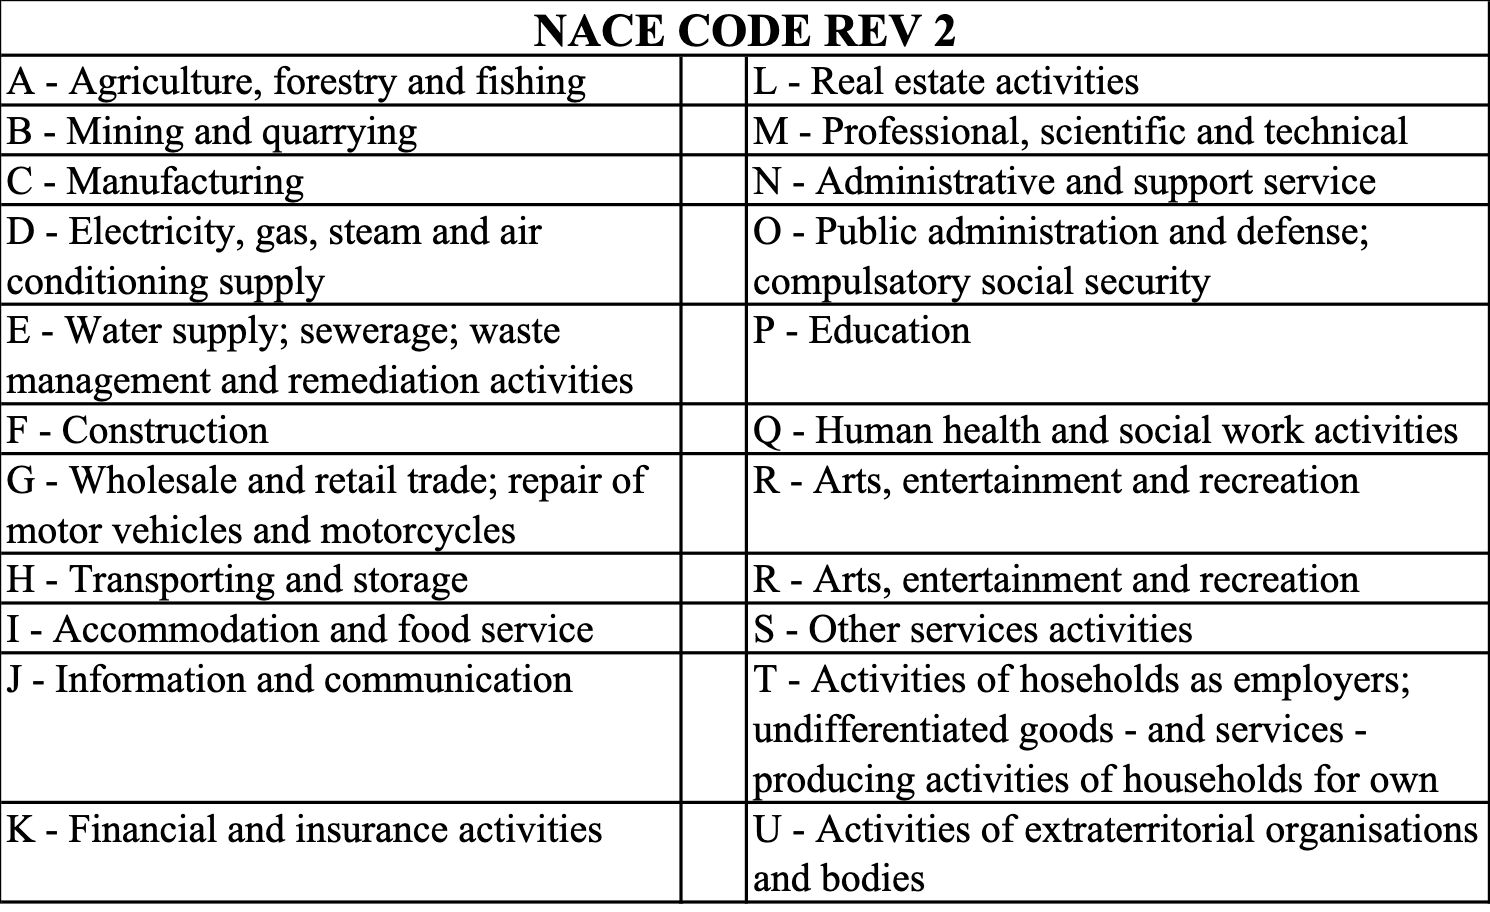 NACE CODE REV 2
A - Agriculture, forestry and fishing
L - Real estate activities
B - Mining and quarrying
M - Professional, scientific and technical
C - Manufacturing
N - Administrative and support service
D - Electricity, gas, steam and air
conditioning supply
O - Public administration and defense;
compulsatory social security
E - Water supply; sewerage; waste
management and remediation activities
P - Education
F - Construction
Q - Human health and social work activities
G - Wholesale and retail trade; repair of
motor vehicles and motorcycles
R - Arts, entertainment and recreation
H - Transporting and storage
R - Arts, entertainment and recreation
I - Accommodation and food service
S - Other services activities
J - Information and communication
T - Activities of hoseholds as employers;
undifferentiated goods - and services -
producing activities of households for own
K - Financial and insurance activities
U - Activities of extraterritorial organisations
and bodies